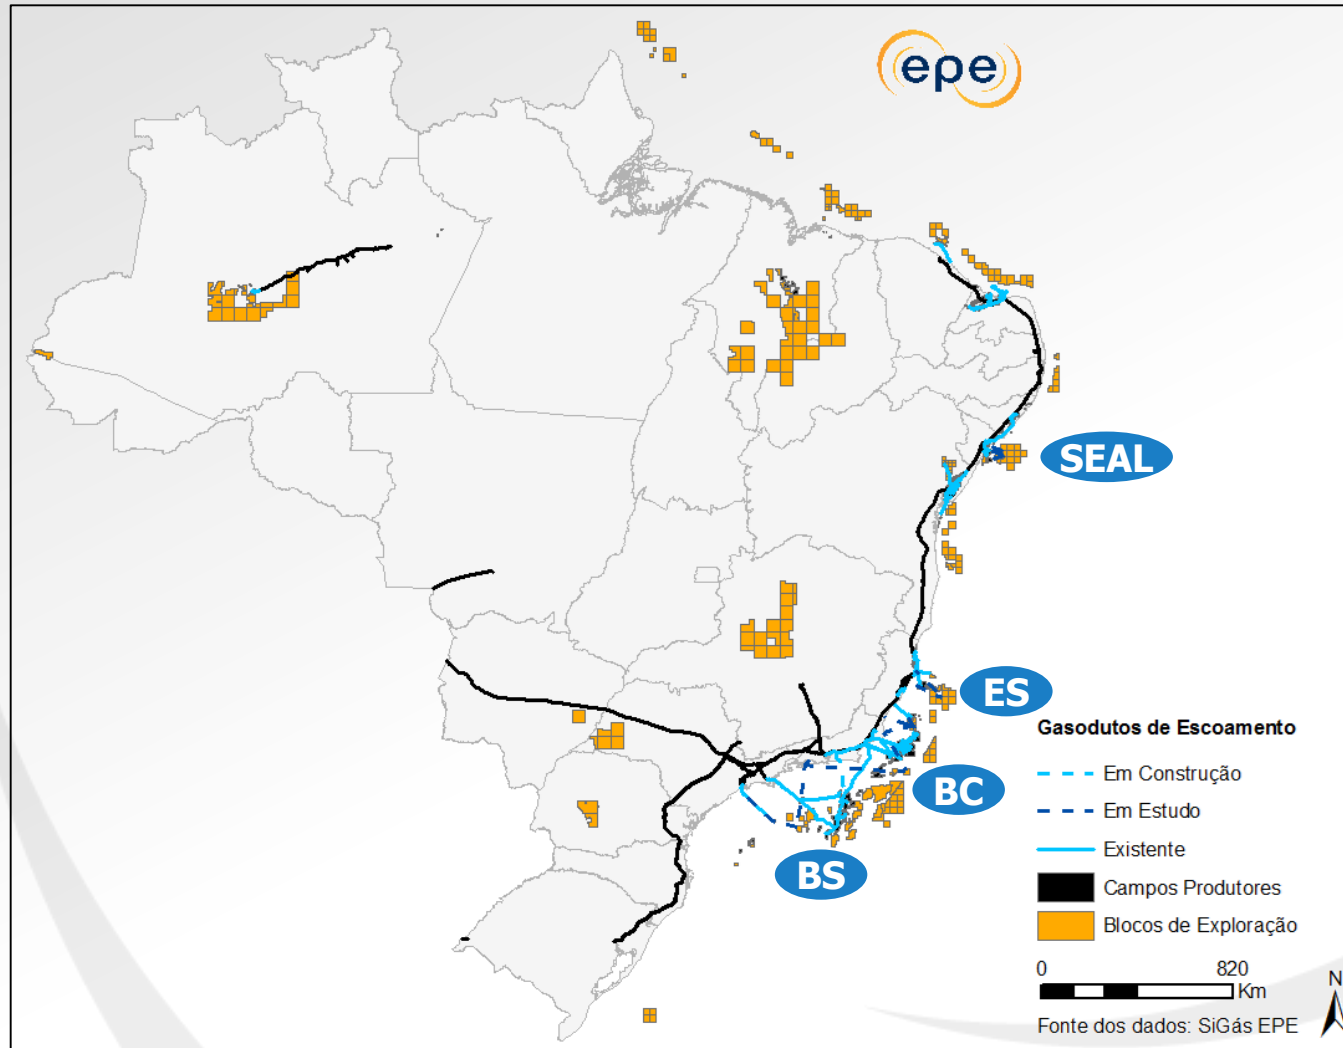 epe
SEAL
ES
BC
BS
Gasodutos de Escoamento
Em Construção
Em Estudo
Existente
Campos Produtores
Blocos de Exploração
0 820
Km
Fonte dos dados: SiGás EPE
N